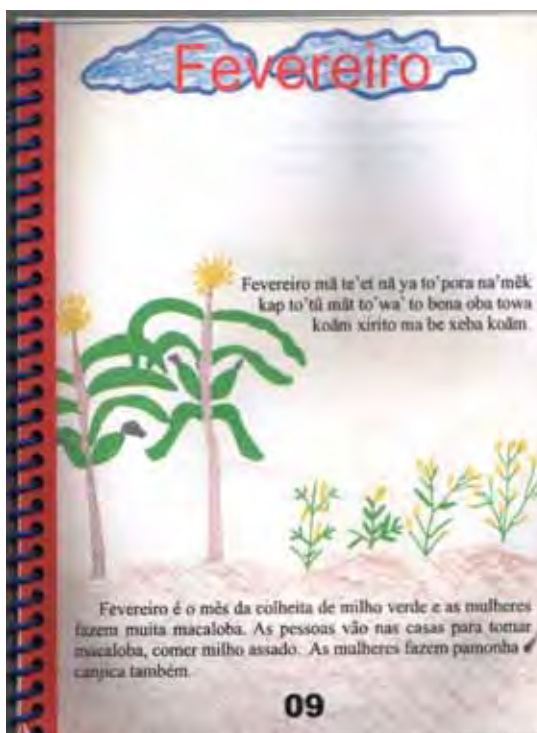 Fevereiro
Fevereiro mã te'et nã ya to'pora na'mẽk
kap to'tũ mãt to'wa' to bena oba towa
koãm xirito ma be xeba koãm.
Fevereiro é o mês da colheita de milho verde e as mulheres
fazem muita macaloba. As pessoas vão nas casas para tomar
macaloba, comer milho assado. As mulheres fazem pamonha
canjica também.
09